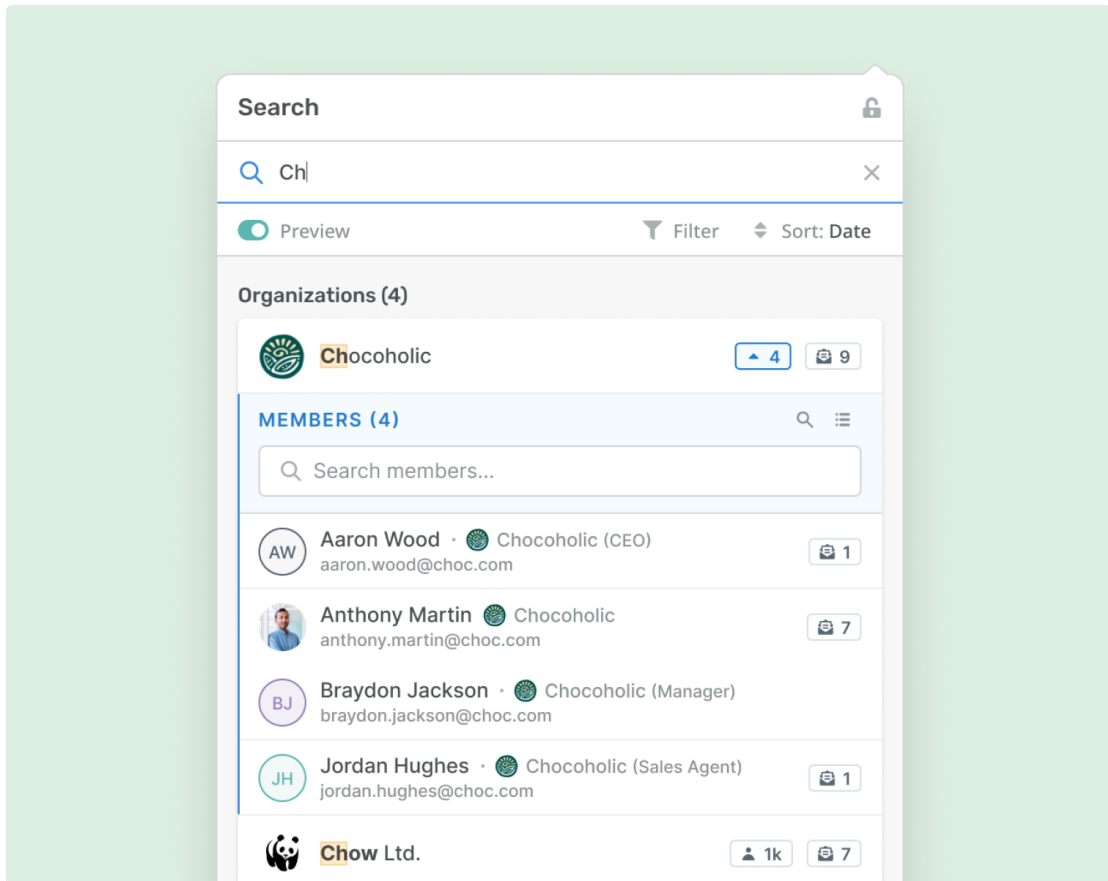 Search
Ch
Preview Filter Sort: Date
Organizations (4)
Chocoholic 4 9
MEMBERS (4)
Search members...
AW Aaron Wood · Chocoholic (CEO) 1
aaron.wood@choc.com
Anthony Martin Chocoholic 7
anthony.martin@choc.com
BJ Braydon Jackson · Chocoholic (Manager)
braydon.jackson@choc.com
JH Jordan Hughes · Chocoholic (Sales Agent) 1
jordan.hughes@choc.com
Chow Ltd. 1k 7